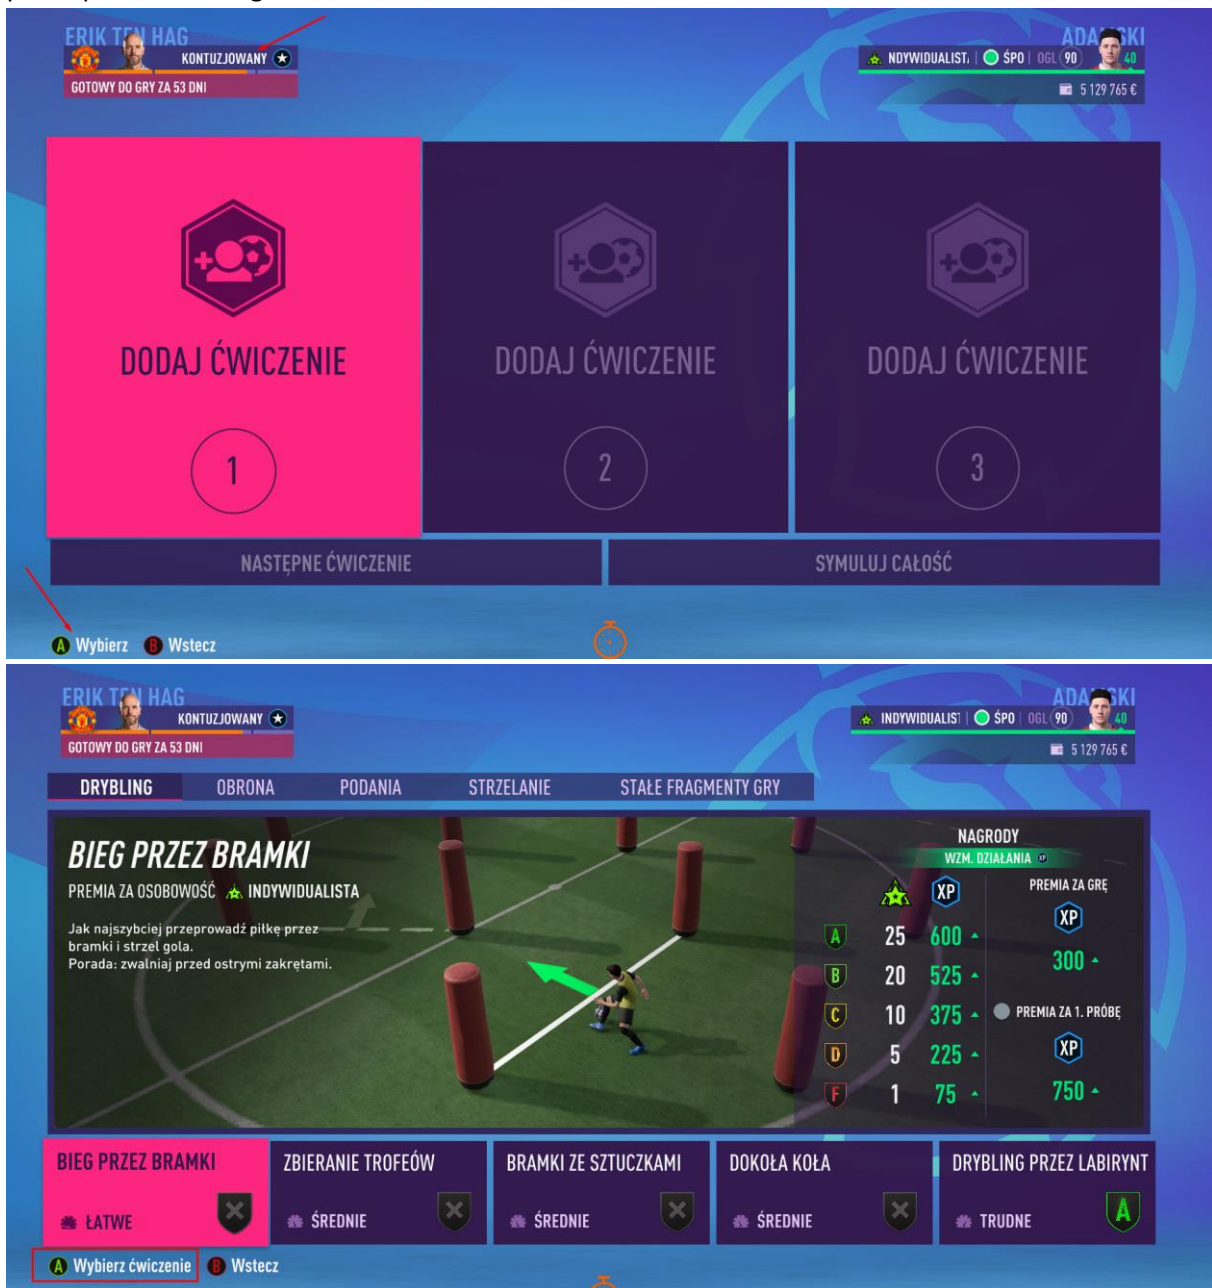 ERIK TEN HAG
KONTUZJOWANY
GOTOWY DO GRY ZA 53 DNI
NDYWIDUALIST, | ŚPO | OGL 90 40
5 129 765 €
DODAJ ĆWICZENIE
1
DODAJ ĆWICZENIE
2
DODAJ ĆWICZENIE
3
NASTĘPNE ĆWICZENIE
SYMULUJ CAŁOŚĆ
A Wybierz B Wstecz
ERIK TEN HAG
KONTUZJOWANY
GOTOWY DO GRY ZA 53 DNI
INDYWIDUALIST | ŚPO | OGL 90 40
5 129 765 €
DRYBLING OBRONA PODANIA STRZELANIE STAŁE FRAGMENTY GRY
BIEG PRZEZ BRAMKI
PREMIA ZA OSOBOWOŚĆ INDYWIDUALISTA
Jak najszybciej przeprowadź piłkę przez
bramki i strzel gola.
Porada: zwalniaj przed ostrymi zakrętami.
NAGRODY
WZM. DZIAŁANIA XP
XP
A 25 600
B 20 525
C 10 375
D 5 225
F 1 75
PREMIA ZA GRĘ
XP
300
PREMIA ZA 1. PRÓBĘ
XP
750
BIEG PRZEZ BRAMKI
ŁATWE
ZBIERANIE TROFEÓW
ŚREDNIE
BRAMKI ZE SZTUCZKAMI
ŚREDNIE
DOKOŁA KOŁA
ŚREDNIE
DRYBLING PRZEZ LABIRYNT
TRUDNE A
A Wybierz ćwiczenie B Wstecz